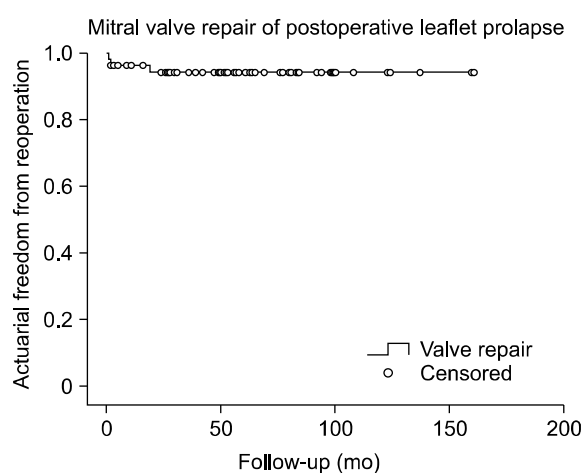 Mitral valve repair of postoperative leaflet prolapse
Actuarial freedom from reoperation
1.0
0.8
0.6
0.4
0.2
0
Valve repair
Censored
0 50 100 150 200
Follow-up (mo)